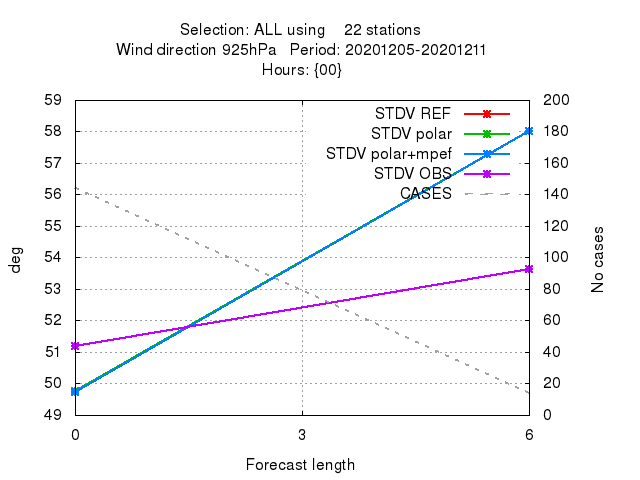 Selection: ALL using    22 stations
Wind direction 925hPa   Period: 20201205-20201211
Hours: {00}
59
58
57
56
55
54
53
52
51
50
49
200
180
160
140
120
100
80
60
40
20
0
STDV REF
STDV polar
STDV polar+mpef
STDV OBS
CASES
deg
No cases
0 3 6
Forecast length